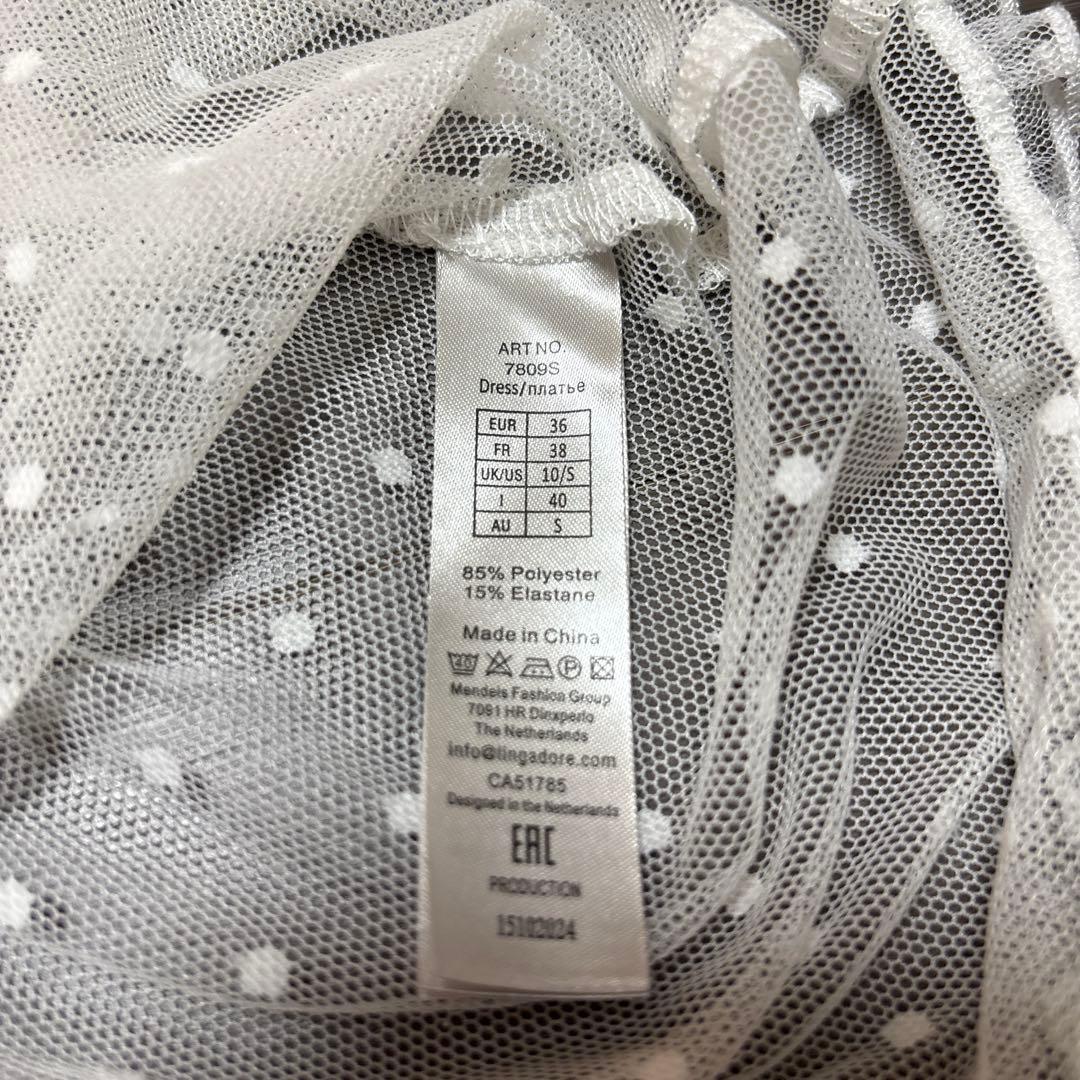 ART NO.
7809S
Dress/платье
EUR 36
FR 38
UK/US 10/S
I 40
AU S
85% Polyester
15% Elastane
Made in China
40 P
Mendels Fashion Group
7091 HR Dinxperlo
The Netherlands
info@lingadore.com
CA51785
Designed in the Netherlands
EAC
PRODUCTION
15102024